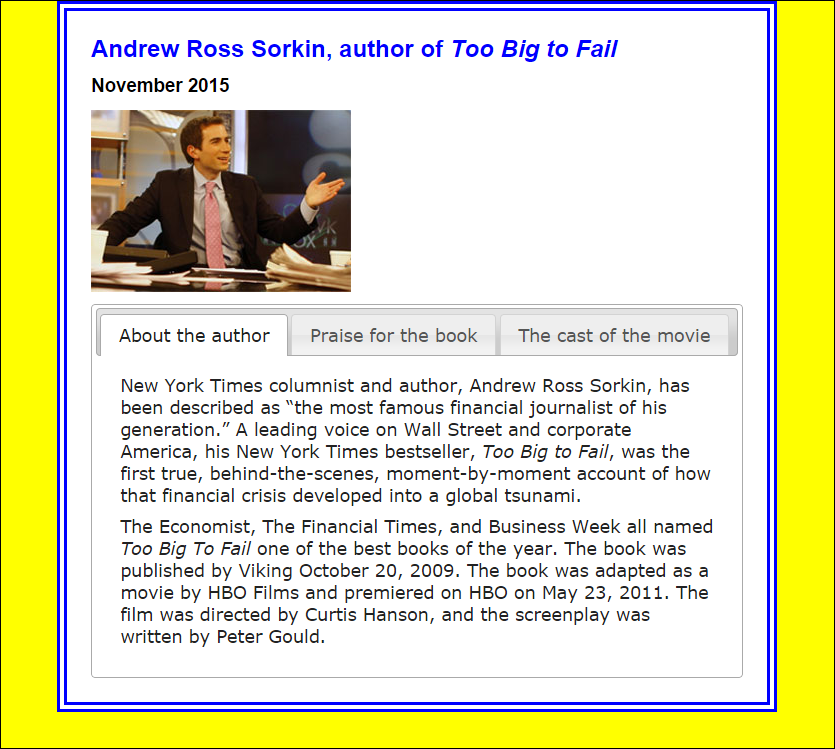 Andrew Ross Sorkin, author of Too Big to Fail
November 2015
About the author
Praise for the book
The cast of the movie
New York Times columnist and author, Andrew Ross Sorkin, has
been described as “the most famous financial journalist of his
generation.” A leading voice on Wall Street and corporate
America, his New York Times bestseller, Too Big to Fail, was the
first true, behind-the-scenes, moment-by-moment account of how
that financial crisis developed into a global tsunami.
The Economist, The Financial Times, and Business Week all named
Too Big To Fail one of the best books of the year. The book was
published by Viking October 20, 2009. The book was adapted as a
movie by HBO Films and premiered on HBO on May 23, 2011. The
film was directed by Curtis Hanson, and the screenplay was
written by Peter Gould.